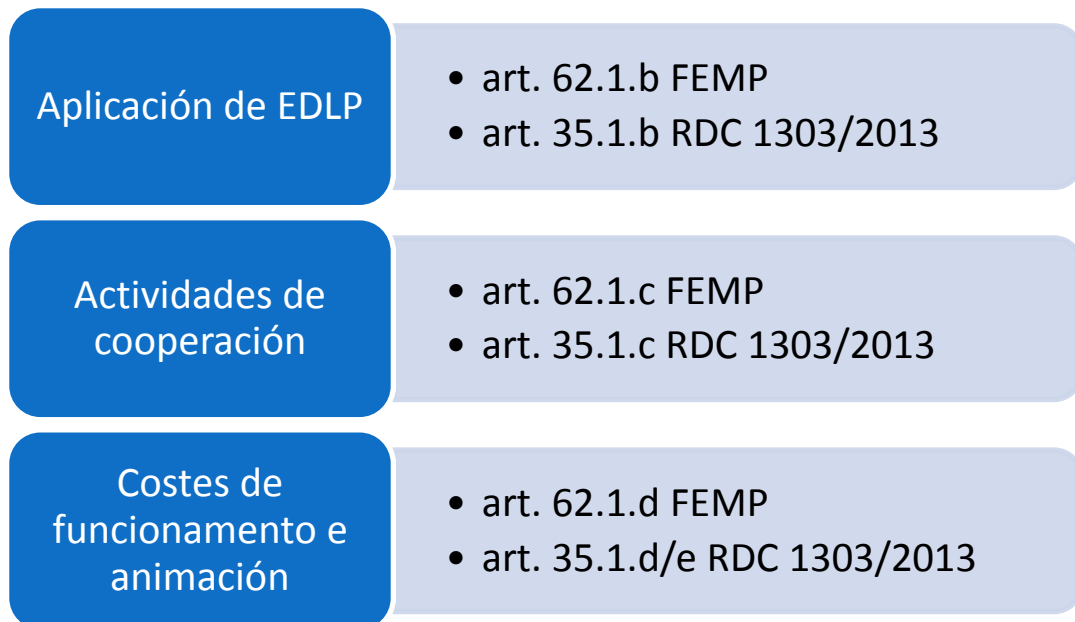 Aplicación de EDLP
• art. 62.1.b FEMP
• art. 35.1.b RDC 1303/2013
Actividades de
cooperación
• art. 62.1.c FEMP
• art. 35.1.c RDC 1303/2013
Costes de
funcionamento e
animación
• art. 62.1.d FEMP
• art. 35.1.d/e RDC 1303/2013